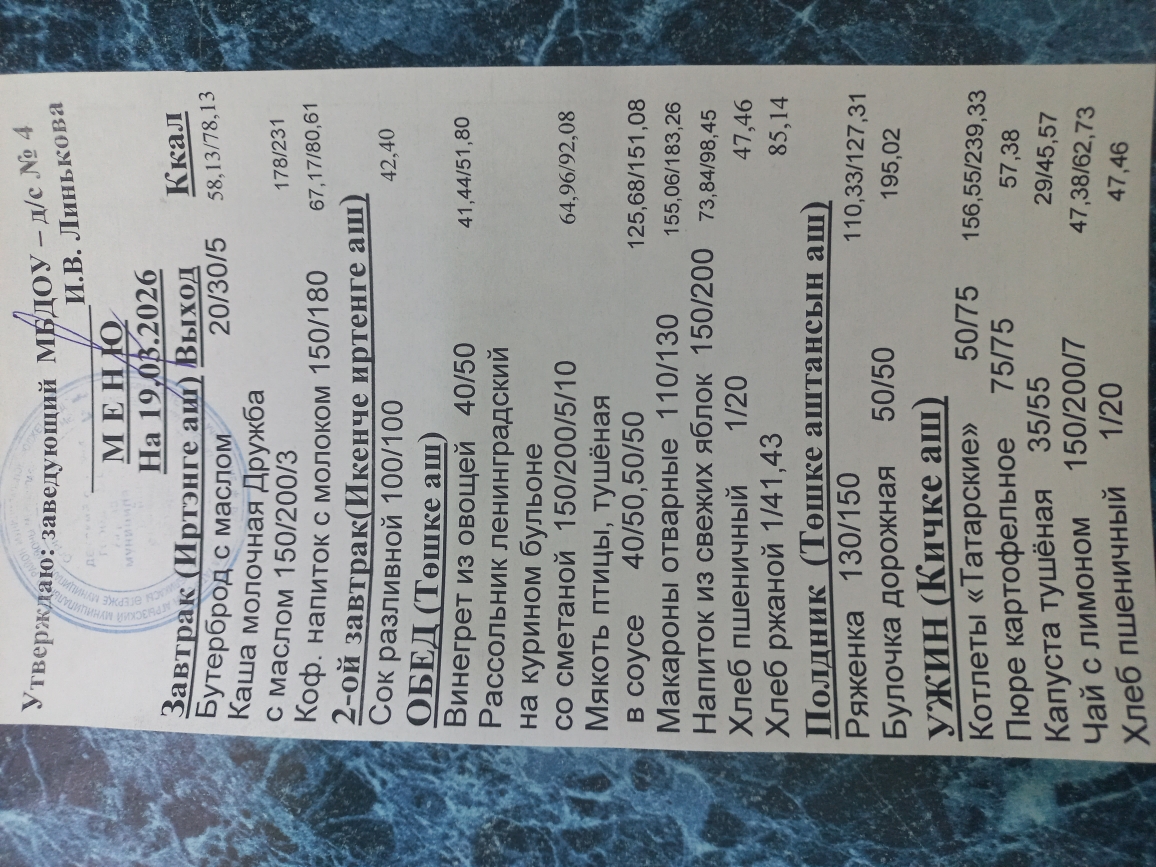 Утверждаю: заведующий МБДОУ – д/с № 4
И.В. Линькова
М Е Н Ю
На 19.03.2026
Завтрак (Иртэнге аш) Выход Ккал
Бутерброд с маслом 20/30/5 58,13/78,13
Каша молочная Дружба
с маслом 150/200/3 178/231
Коф. напиток с молоком 150/180 67,17/80,61
2-ой завтрак(Икенче иртенге аш)
Сок разливной 100/100 42,40
ОБЕД (Төшке аш)
Винегрет из овощей 40/50 41,44/51,80
Рассольник ленинградский
на курином бульоне
со сметаной 150/200/5/10 64,96/92,08
Мякоть птицы, тушёная
в соусе 40/50,50/50 125,68/151,08
Макароны отварные 110/130 155,06/183,26
Напиток из свежих яблок 150/200 73,84/98,45
Хлеб пшеничный 1/20 47,46
Хлеб ржаной 1/41,43 85,14
Полдник (Төшке аштансын аш)
Ряженка 130/150 110,33/127,31
Булочка дорожная 50/50 195,02
УЖИН (Кичке аш)
Котлеты «Татарские» 50/75 156,55/239,33
Пюре картофельное 75/75 57,38
Капуста тушёная 35/55 29/45,57
Чай с лимоном 150/200/7 47,38/62,73
Хлеб пшеничный 1/20 47,46